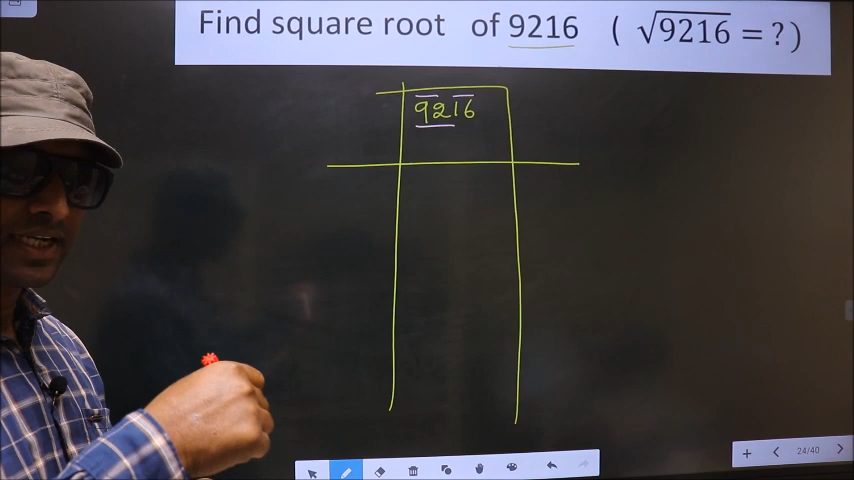 Find square root of 9216 ( √9216 = ? )
9216
24/40